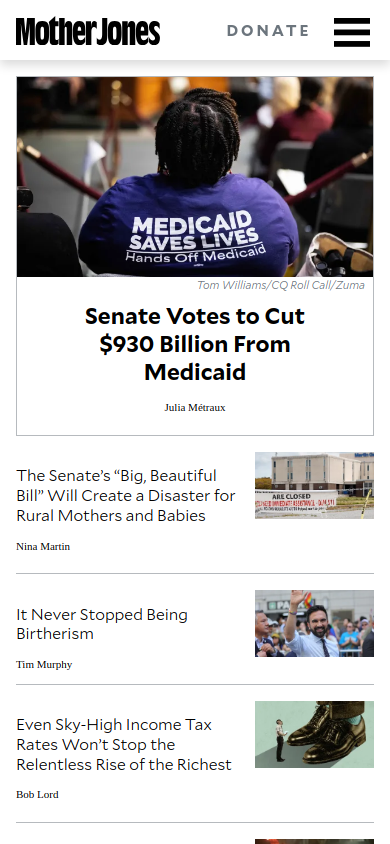 Mother Jones
DONATE
MEDICAID
SAVES LIVES
Hands Off Medicaid
Tom Williams/CQ Roll Call/Zuma
Senate Votes to Cut
$930 Billion From
Medicaid
Julia Métraux
The Senate’s “Big, Beautiful
Bill” Will Create a Disaster for
Rural Mothers and Babies
Nina Martin
ARE CLOSED
It Never Stopped Being
Birtherism
Tim Murphy
Even Sky-High Income Tax
Rates Won’t Stop the
Relentless Rise of the Richest
Bob Lord